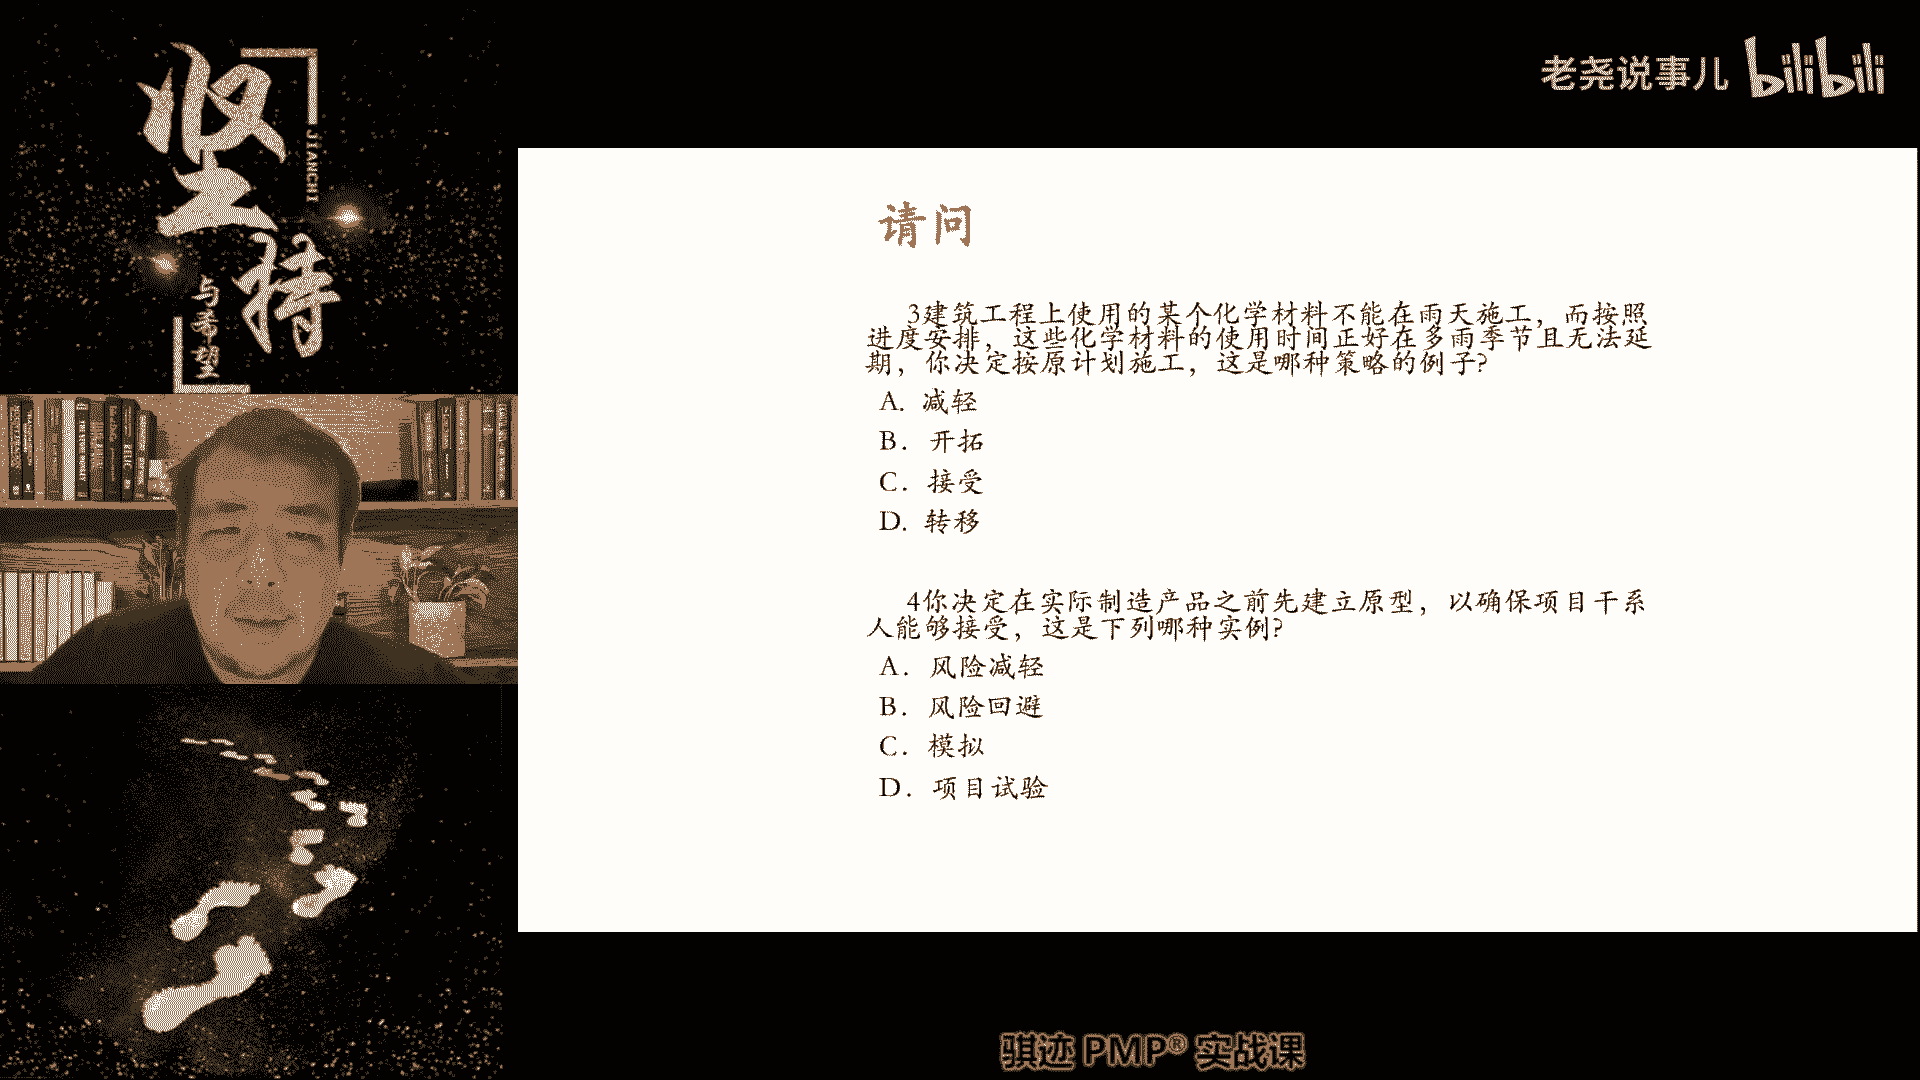 坚持
JIANCHI
与希望
老尧说事儿 bilibili
请问
3建筑工程上使用的某个化学材料不能在雨天施工，而按照
进度安排，这些化学材料的使用时间正好在多雨季节且无法延
期，你决定按原计划施工，这是哪种策略的例子?
A. 减轻
B. 开拓
C. 接受
D. 转移
4你决定在实际制造产品之前先建立原型，以确保项目干系
人能够接受，这是下列哪种实例?
A. 风险减轻
B. 风险回避
C. 模拟
D. 项目试验
骐迹 PMP® 实战课